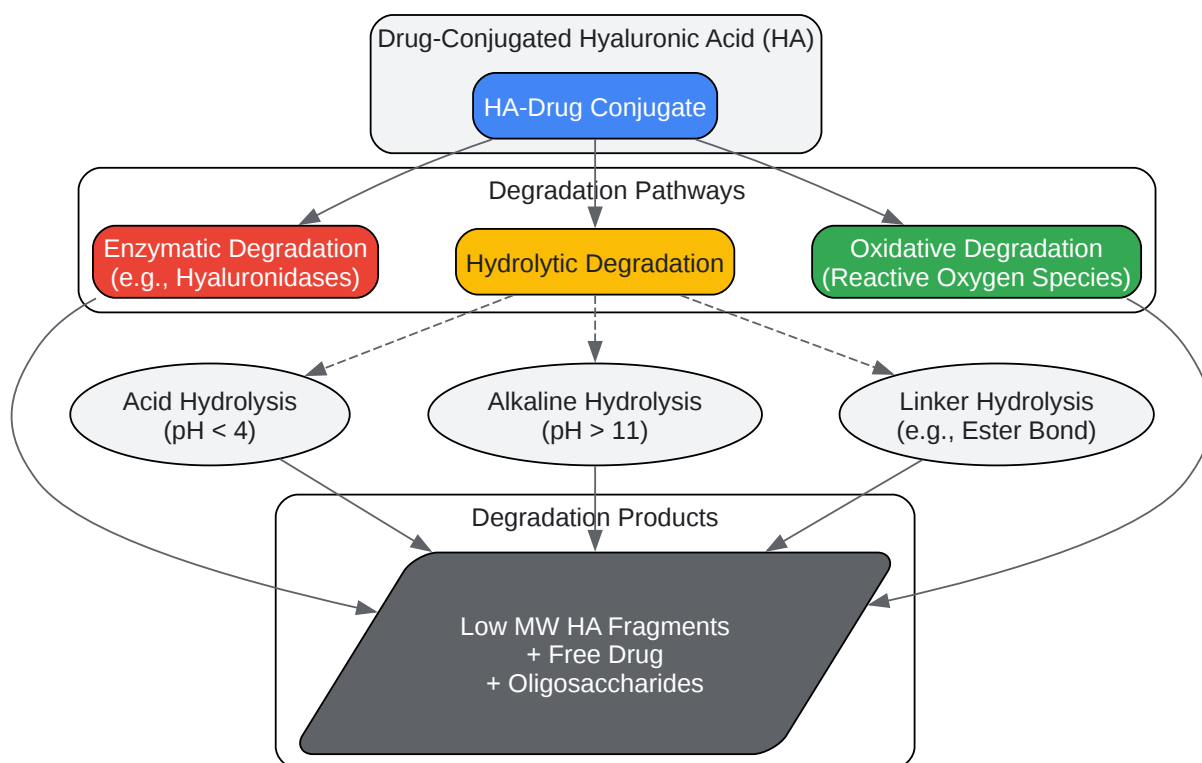 Drug-Conjugated Hyaluronic Acid (HA)
HA-Drug Conjugate
Degradation Pathways
Enzymatic Degradation
(e.g., Hyaluronidases)
Hydrolytic Degradation
Oxidative Degradation
(Reactive Oxygen Species)
Acid Hydrolysis
(pH < 4)
Alkaline Hydrolysis
(pH > 11)
Linker Hydrolysis
(e.g., Ester Bond)
Degradation Products
Low MW HA Fragments
+ Free Drug
+ Oligosaccharides